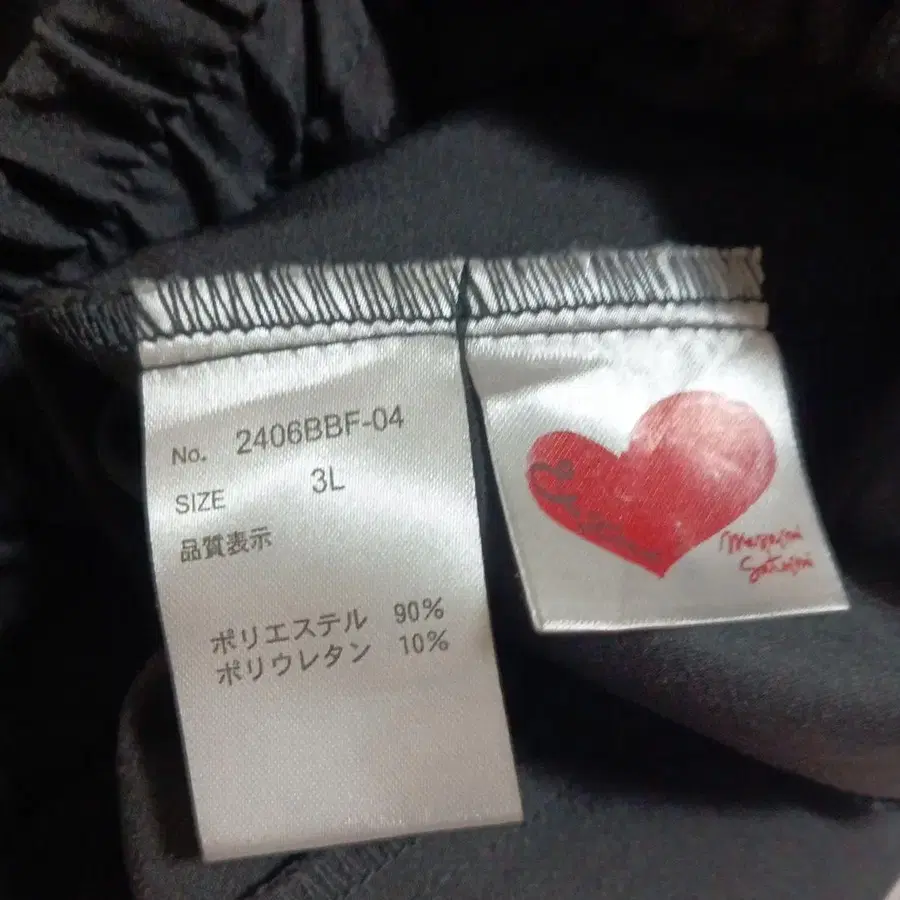 No. 2406BBF-04
SIZE 3L
品質表示
ポリエステル 90%
ポリウレタン 10%